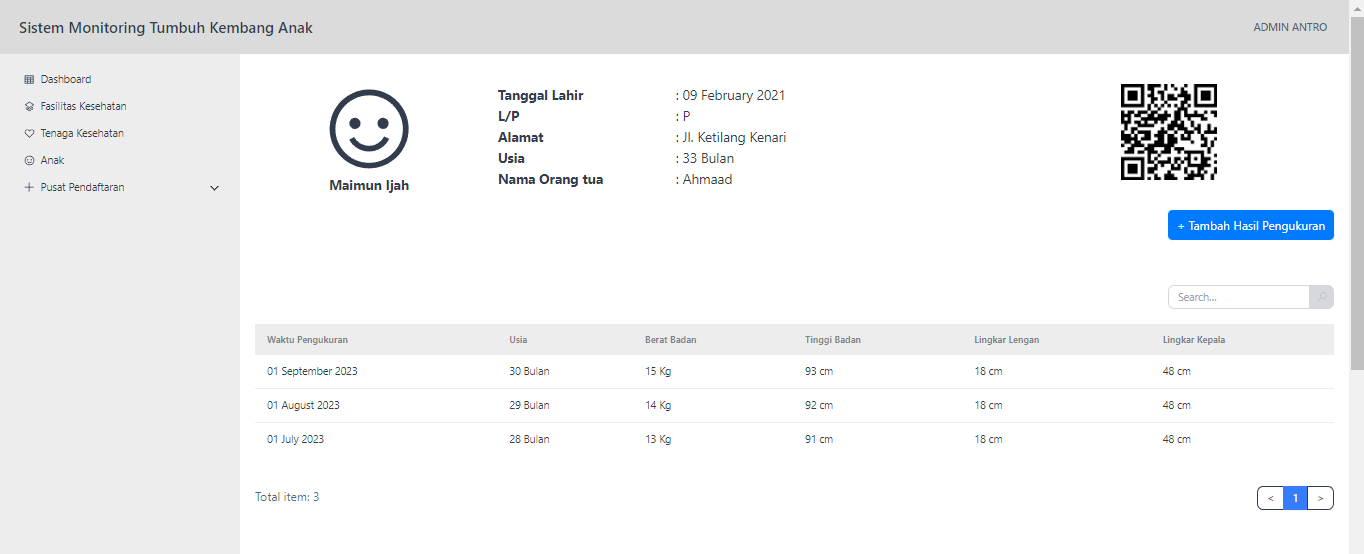 Sistem Monitoring Tumbuh Kembang Anak
ADMIN ANTRO
Dashboard
Fasilitas Kesehatan
Tenaga Kesehatan
Anak
Pusat Pendaftaran
Maimun Ijah
Tanggal Lahir : 09 February 2021
L/P : P
Alamat : Jl. Ketilang Kenari
Usia : 33 Bulan
Nama Orang tua : Ahmaad
+ Tambah Hasil Pengukuran
Search...
Waktu Pengukuran Usia Berat Badan Tinggi Badan Lingkar Lengan Lingkar Kepala
01 September 2023 30 Bulan 15 Kg 93 cm 18 cm 48 cm
01 August 2023 29 Bulan 14 Kg 92 cm 18 cm 48 cm
01 July 2023 28 Bulan 13 Kg 91 cm 18 cm 48 cm
Total item: 3
< 1 >